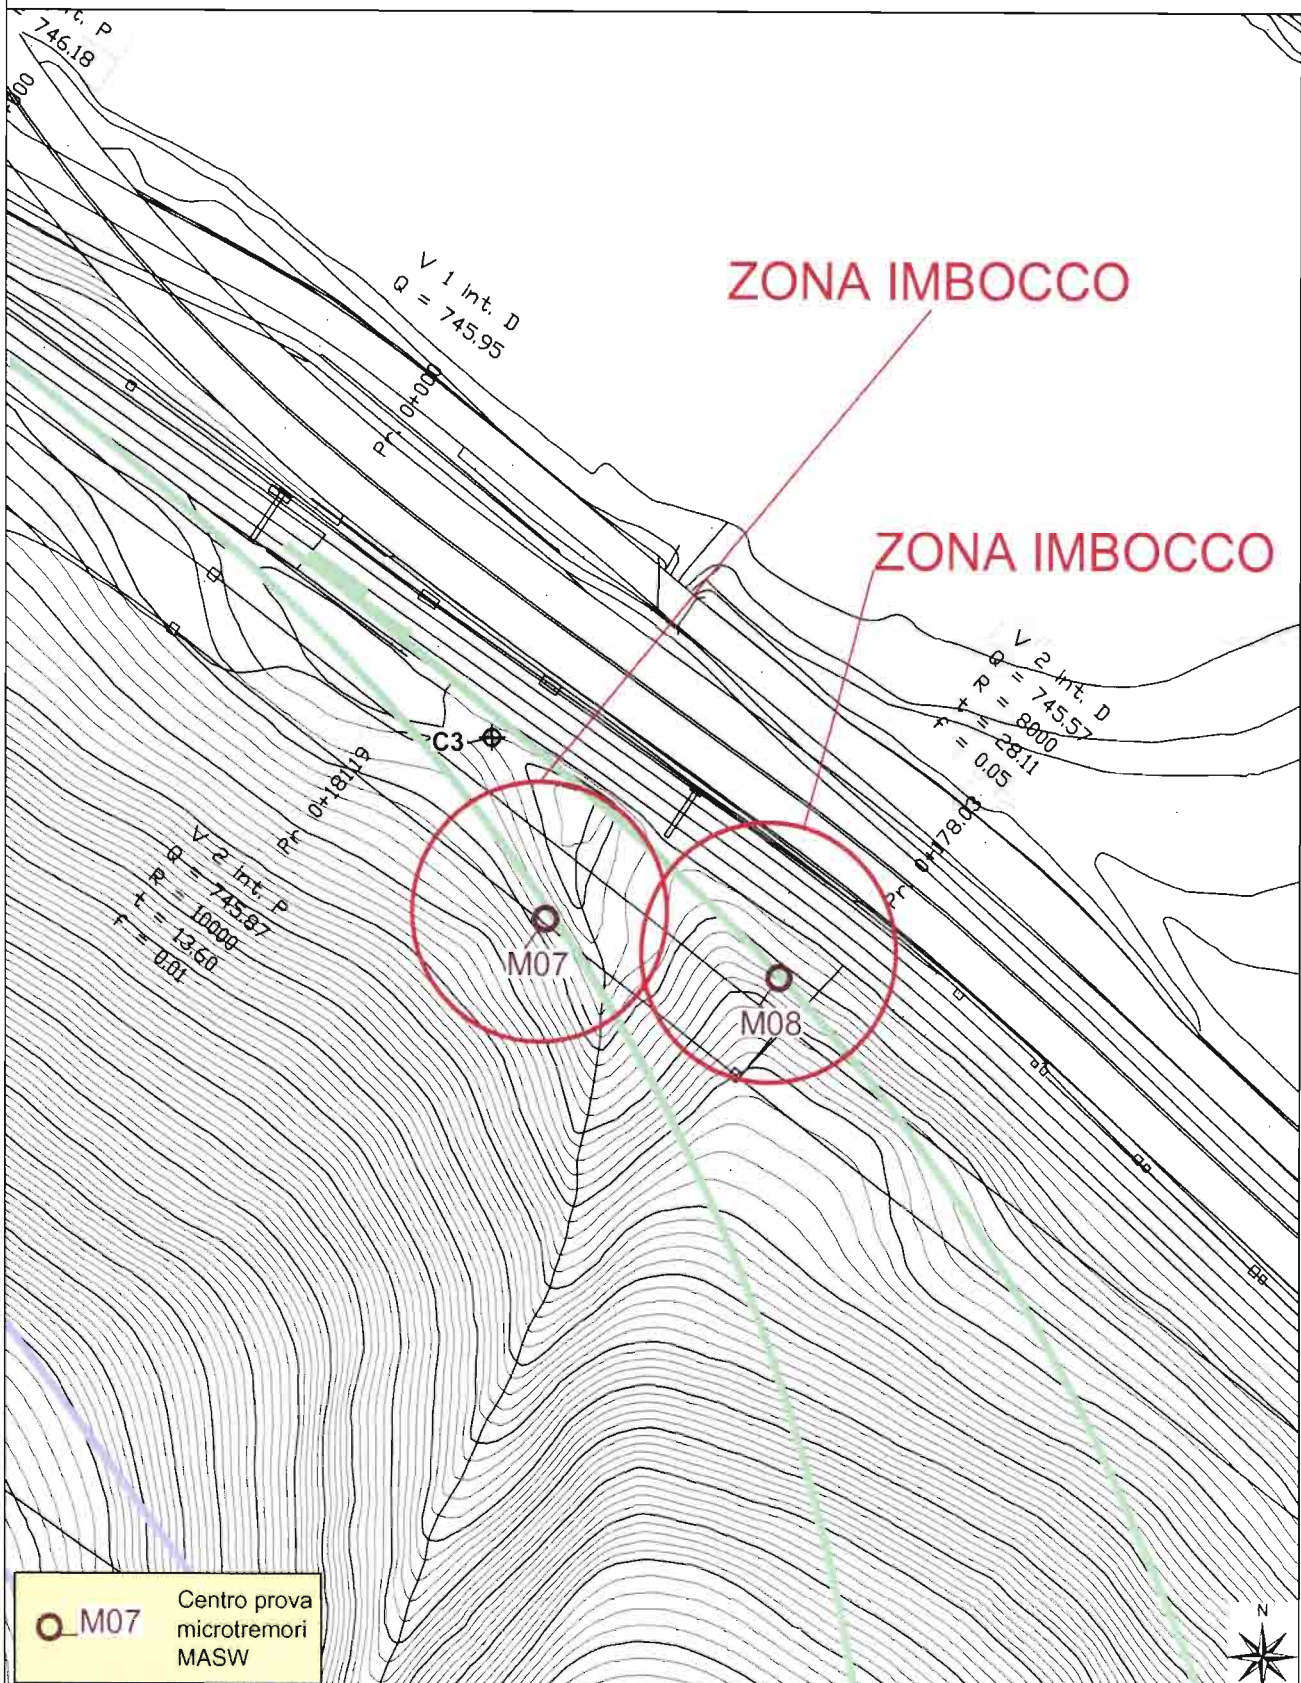 746.18
V 1 int. D
Q = 745.95
Pr. 0+000
ZONA IMBOCCO
ZONA IMBOCCO
V 2 int. D
Q = 745.57
R = 8000
t = 28.11
f = 0.05
Pr. 0+178.03
C3
Pr 0+181.19
V 2 int. P
Q = 745.87
R = 10000
t = 13.60
f = 0.01
M07
M08
M07
Centro prova
microtremori
MASW
N